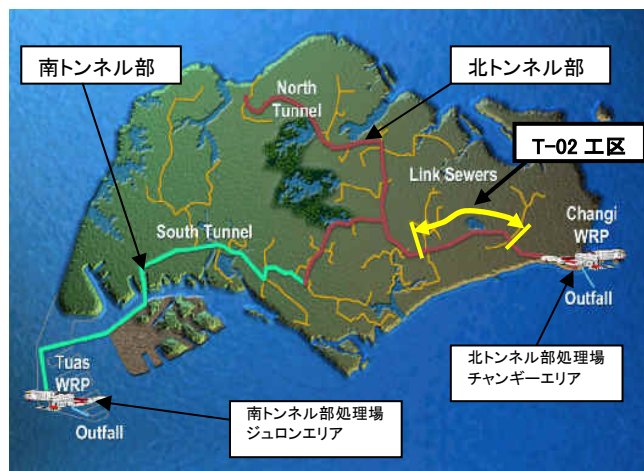 南トンネル部
北トンネル部
North
Tunnel
T-02 工区
Link Sewers
Changi
WRP
South Tunnel
Outfall
Tuas
WRP
北トンネル部処理場
チャンギーエリア
南トンネル部処理場
ジュロンエリア
Outfall